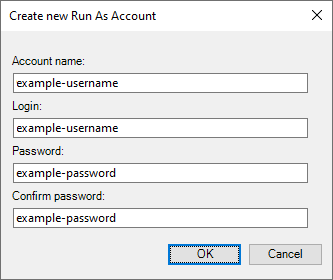 Create new Run As Account
Account name:
example-username
Login:
example-username
Password:
example-password
Confirm password:
example-password
OK Cancel